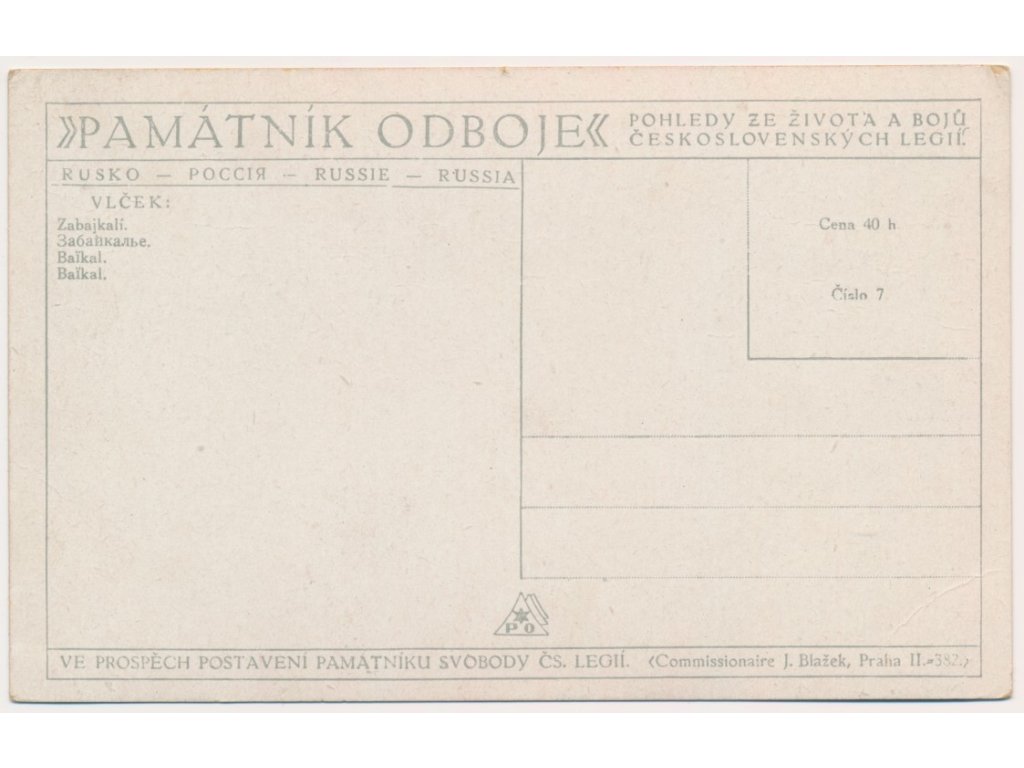 »PAMÁTNÍK ODBOJE«
POHLEDY ZE ŽIVOTA A BOJŮ
ČESKOSLOVENSKÝCH LEGIÍ.
RUSKO — РОССІЯ — RUSSIE — RUSSIA
VLČEK:
Zabajkalí.
Забайкалье.
Baïkal.
Baïkal.
Cena 40 h
Číslo 7
PO
VE PROSPĚCH POSTAVENÍ PAMÁTNÍKU SVOBODY ČS. LEGIÍ. (Commissionaire J. Blažek, Praha II.=382.)